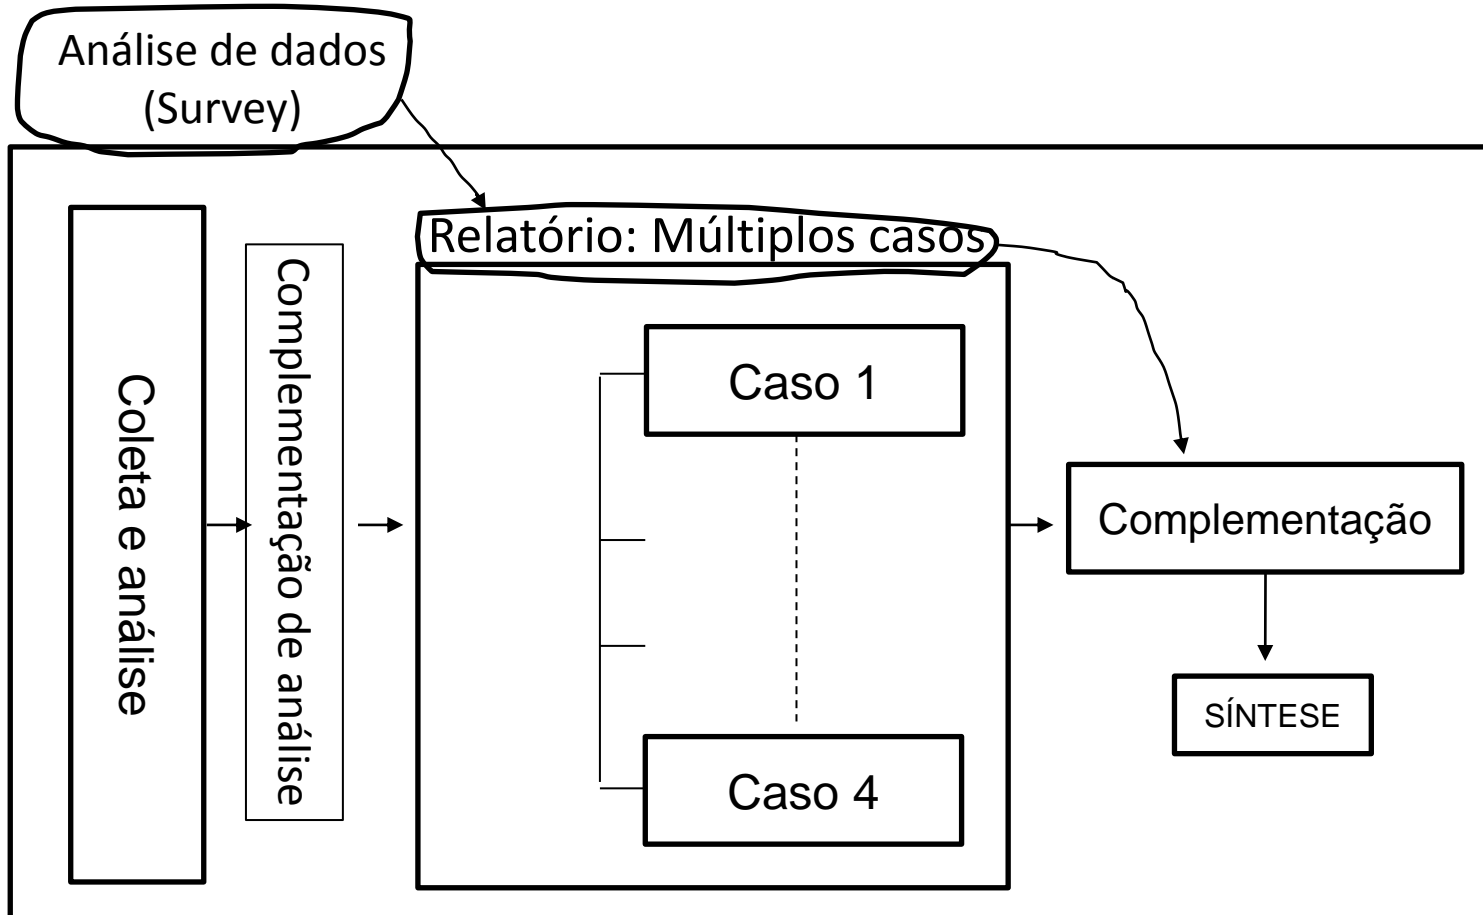 Análise de dados
(Survey)
Relatório: Múltiplos casos
Coleta e análise
Complementação de análise
Caso 1
Caso 4
Complementação
SÍNTESE